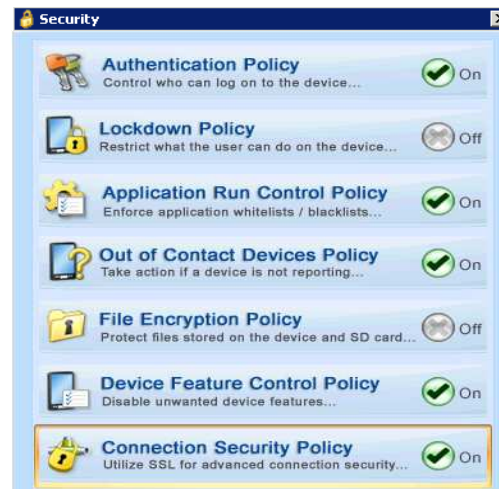 Security
Authentication Policy
Control who can log on to the device...
On
Lockdown Policy
Restrict what the user can do on the device...
Off
Application Run Control Policy
Enforce application whitelists / blacklists...
On
Out of Contact Devices Policy
Take action if a device is not reporting...
On
File Encryption Policy
Protect files stored on the device and SD card...
Off
Device Feature Control Policy
Disable unwanted device features...
On
Connection Security Policy
Utilize SSL for advanced connection security...
On